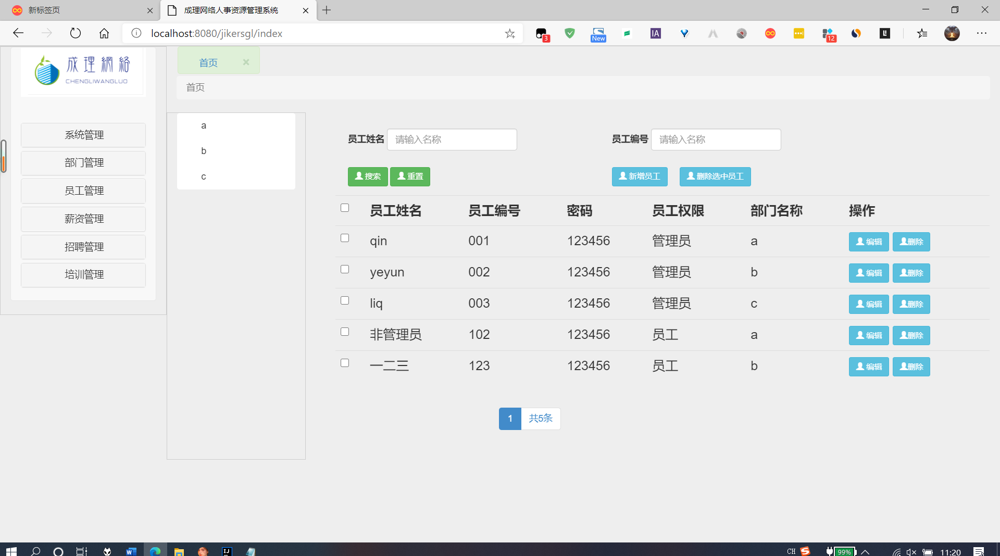 新标签页
成理网络人事资源管理系统
localhost:8080/jikersgl/index
3
New
IA
12
成理網絡
CHENGLIWANGLUO
系统管理
部门管理
员工管理
薪资管理
招聘管理
培训管理
首页 ×
首页
a
b
c
员工姓名 请输入名称 员工编号 请输入名称
搜索 重置 新增员工 删除选中员工
员工姓名 员工编号 密码 员工权限 部门名称 操作
qin 001 123456 管理员 a 编辑 删除
yeyun 002 123456 管理员 b 编辑 删除
liq 003 123456 管理员 c 编辑 删除
非管理员 102 123456 员工 a 编辑 删除
一二三 123 123456 员工 b 编辑 删除
1 共5条
W
IJ
CH
S
99%
11:20